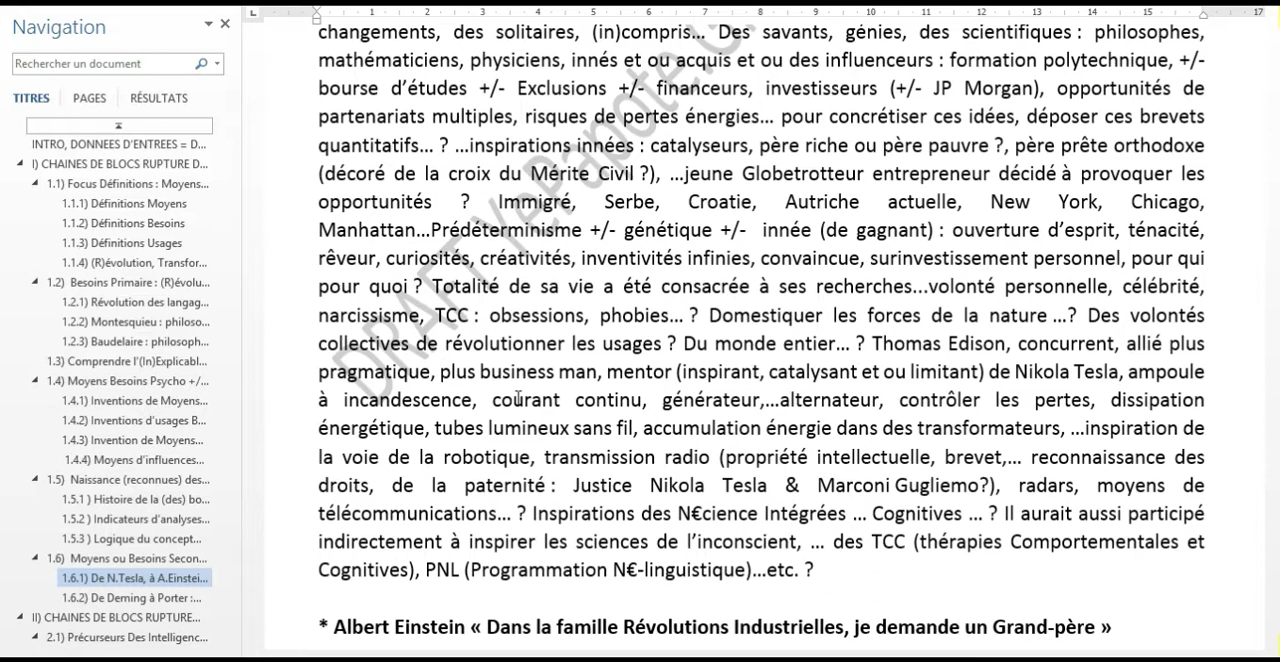 Navigation
Rechercher un document
TITRES PAGES RÉSULTATS
INTRO, DONNEES D'ENTREES = D...
I) CHAINES DE BLOCS RUPTURE D...
1.1) Focus Définitions : Moyens...
1.1.1) Définitions Moyens
1.1.2) Définitions Besoins
1.1.3) Définitions Usages
1.1.4) (R)évolution, Transfor...
1.2) Besoins Primaire : (R)évolu...
1.2.1) Révolution des langag...
1.2.2) Montesquieu : philoso...
1.2.3) Baudelaire : philosoph...
1.3) Comprendre l'(In)Explicabl...
1.4) Moyens Besoins Psycho +/...
1.4.1) Inventions de Moyens...
1.4.2) Inventions d'usages B...
1.4.3) Invention de Moyens...
1.4.4) Moyens d'influences...
1.5) Naissance (reconnues) des...
1.5.1 ) Histoire de la (des) bo...
1.5.2 ) Indicateurs d'analyses...
1.5.3 ) Logique du concept...
1.6) Moyens ou Besoins Secon...
1.6.1) De N.Tesla, à A.Einstei...
1.6.2) De Deming à Porter :...
II) CHAINES DE BLOCS RUPTURE...
2.1) Précurseurs Des Intelligenc...
1 2 3 4 5 6 7 8 9 10 11 12 13 14 15 17
changements, des solitaires, (in)compris... Des savants, génies, des scientifiques : philosophes,
mathématiciens, physiciens, innés et ou acquis et ou des influenceurs : formation polytechnique, +/-
bourse d'études +/- Exclusions +/- financeurs, investisseurs (+/- JP Morgan), opportunités de
partenariats multiples, risques de pertes énergies... pour concrétiser ces idées, déposer ces brevets
quantitatifs... ? ...inspirations innées : catalyseurs, père riche ou père pauvre ?, père prête orthodoxe
(décoré de la croix du Mérite Civil ?), ...jeune Globetrotteur entrepreneur décidé à provoquer les
opportunités ? Immigré, Serbe, Croatie, Autriche actuelle, New York, Chicago,
Manhattan...Prédéterminisme +/- génétique +/- innée (de gagnant) : ouverture d'esprit, ténacité,
rêveur, curiosités, créativités, inventivités infinies, convaincue, surinvestissement personnel, pour qui
pour quoi ? Totalité de sa vie a été consacrée à ses recherches...volonté personnelle, célébrité,
narcissisme, TCC : obsessions, phobies... ? Domestiquer les forces de la nature ...? Des volontés
collectives de révolutionner les usages ? Du monde entier... ? Thomas Edison, concurrent, allié plus
pragmatique, plus business man, mentor (inspirant, catalysant et ou limitant) de Nikola Tesla, ampoule
à incandescence, courant continu, générateur,...alternateur, contrôler les pertes, dissipation
énergétique, tubes lumineux sans fil, accumulation énergie dans des transformateurs, ...inspiration de
la voie de la robotique, transmission radio (propriété intellectuelle, brevet,... reconnaissance des
droits, de la paternité : Justice Nikola Tesla & Marconi Gugliemo?), radars, moyens de
télécommunications... ? Inspirations des N€cience Intégrées ... Cognitives ... ? Il aurait aussi participé
indirectement à inspirer les sciences de l'inconscient, ... des TCC (thérapies Comportementales et
Cognitives), PNL (Programmation N€-linguistique)...etc. ?
* Albert Einstein « Dans la famille Révolutions Industrielles, je demande un Grand-père »